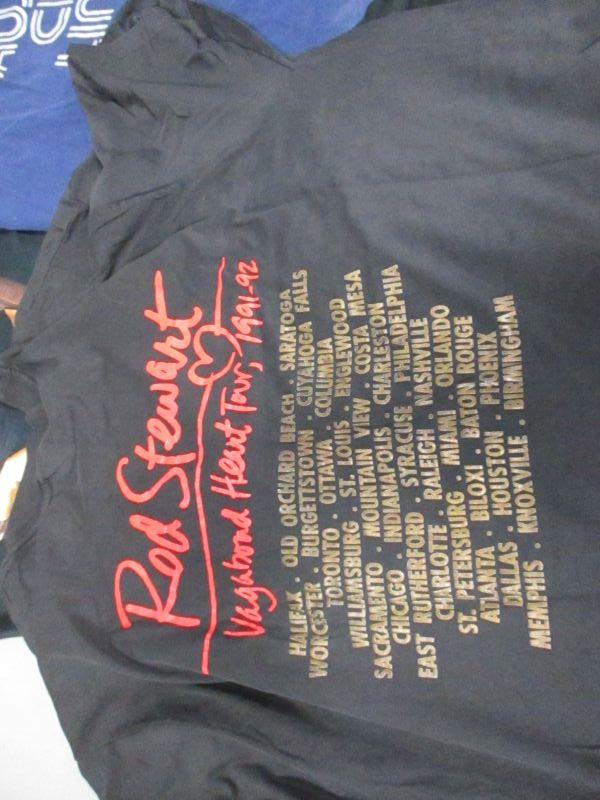 Rod Stewart
Vagabond Heart Tour, 1991-92
HALIFAX . OLD ORCHARD BEACH . SARATOGA
WORCESTER . BURGETTSTOWN . CUYAHOGA FALLS
TORONTO . OTTAWA . COLUMBIA
WILLIAMSBURG . ST. LOUIS . ENGLEWOOD
SACRAMENTO . MOUNTAIN VIEW . COSTA MESA
CHICAGO . INDIANAPOLIS . CHARLESTON
EAST RUTHERFORD . SYRACUSE . PHILADELPHIA
CHARLOTTE . RALEIGH . NASHVILLE
ST. PETERSBURG . MIAMI . ORLANDO
ATLANTA . BILOXI . BATON ROUGE
DALLAS . HOUSTON . PHOENIX
MEMPHIS . KNOXVILLE . BIRMINGHAM